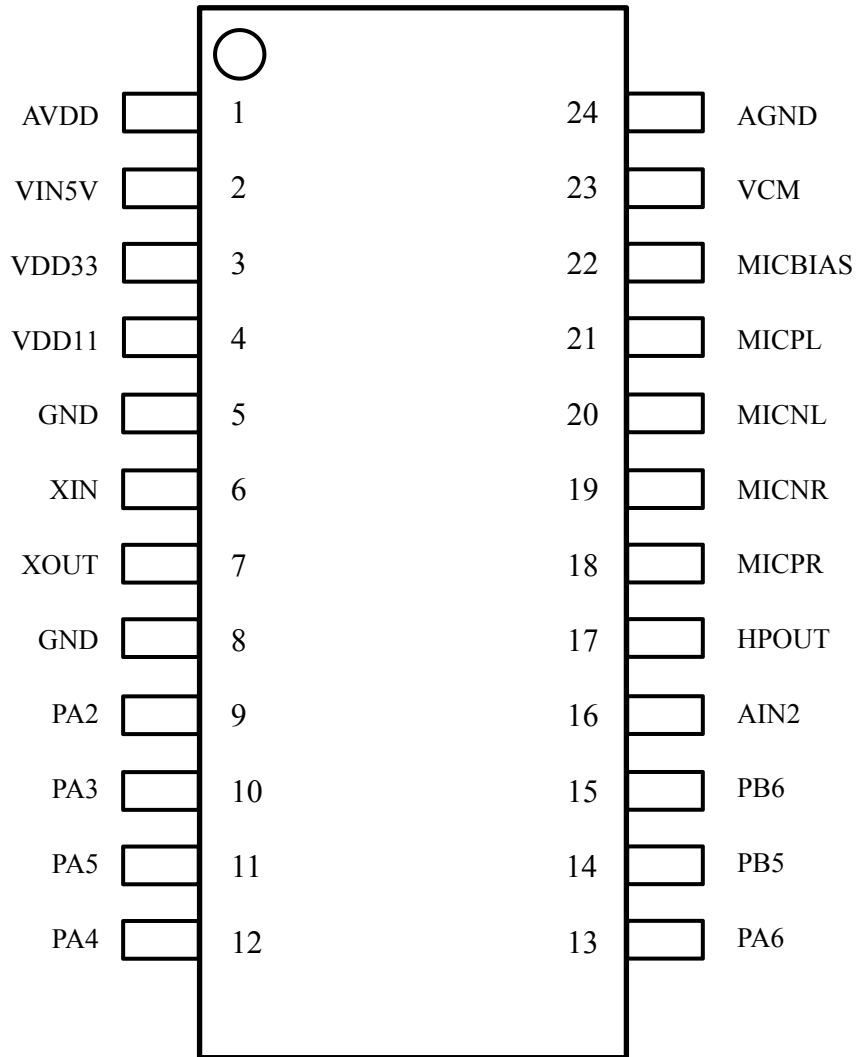 AVDD 1 24 AGND
VIN5V 2 23 VCM
VDD33 3 22 MICBIAS
VDD11 4 21 MICPL
GND 5 20 MICNL
XIN 6 19 MICNR
XOUT 7 18 MICPR
GND 8 17 HPOUT
PA2 9 16 AIN2
PA3 10 15 PB6
PA5 11 14 PB5
PA4 12 13 PA6